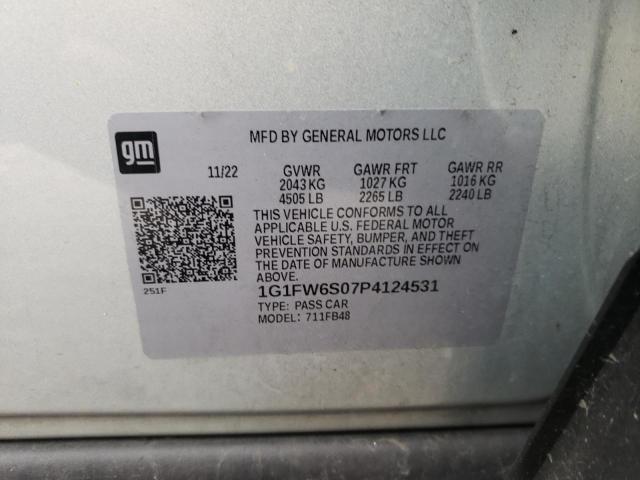 gm
MFD BY GENERAL MOTORS LLC
11/22 GVWR GAWR FRT GAWR RR
2043 KG 1027 KG 1016 KG
4505 LB 2265 LB 2240 LB
THIS VEHICLE CONFORMS TO ALL
APPLICABLE U.S. FEDERAL MOTOR
VEHICLE SAFETY, BUMPER, AND THEFT
PREVENTION STANDARDS IN EFFECT ON
THE DATE OF MANUFACTURE SHOWN
ABOVE.
251F
1G1FW6S07P4124531
TYPE: PASS CAR
MODEL: 711FB48